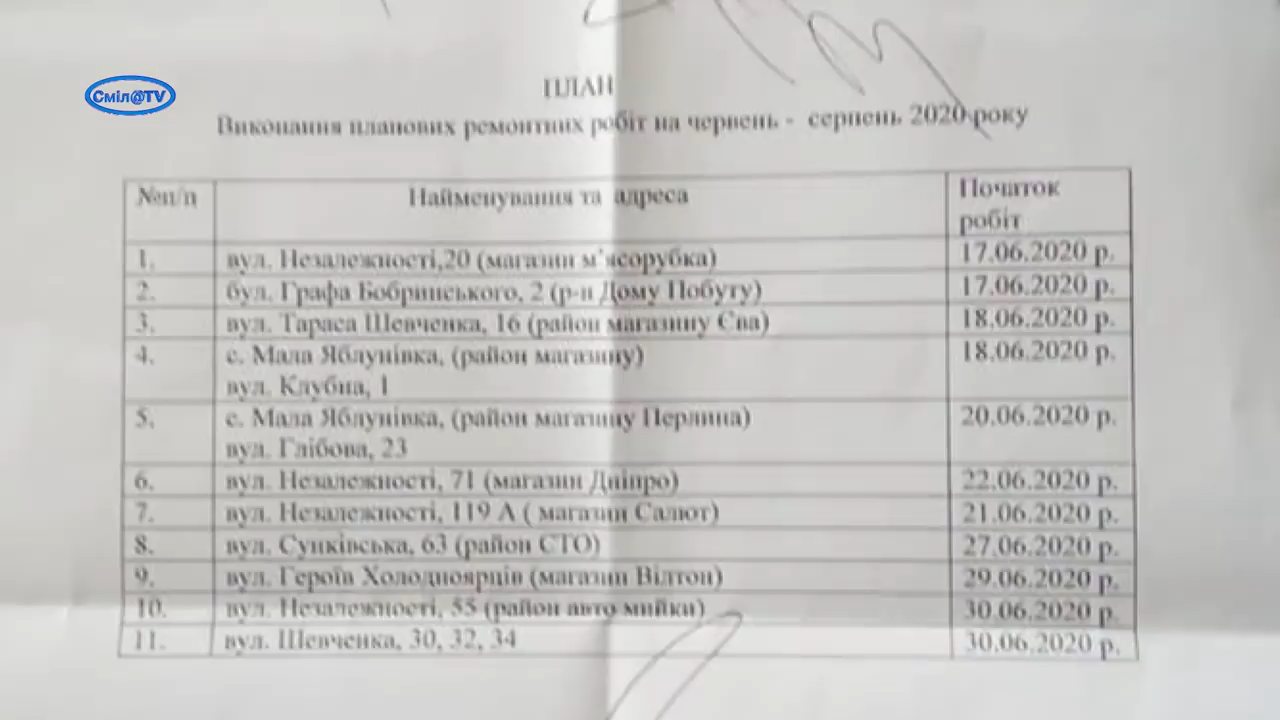 Сміл@TV
ПЛАН
Виконання планових ремонтних робіт на червень - серпень 2020 року
№п/п Найменування та адреса Початок робіт
1. вул. Незалежності,20 (магазин м'ясорубка) 17.06.2020 р.
2. бул. Графа Бобринського, 2 (р-н Дому Побуту) 17.06.2020 р.
3. вул. Тараса Шевченка, 16 (район магазину Єва) 18.06.2020 р.
4. с. Мала Яблунівка, (район магазину) 18.06.2020 р.
вул. Клубна, 1
5. с. Мала Яблунівка, (район магазину Перлина) 20.06.2020 р.
вул. Глібова, 23
6. вул. Незалежності, 71 (магазин Дніпро) 22.06.2020 р.
7. вул. Незалежності, 119 А ( магазин Салют) 21.06.2020 р.
8. вул. Сунківська, 63 (район СТО) 27.06.2020 р.
9. вул. Героїв Холодноярців (магазин Вілтон) 29.06.2020 р.
10. вул. Незалежності, 55 (район авто мийки) 30.06.2020 р.
11. вул. Шевченка, 30, 32, 34 30.06.2020 р.